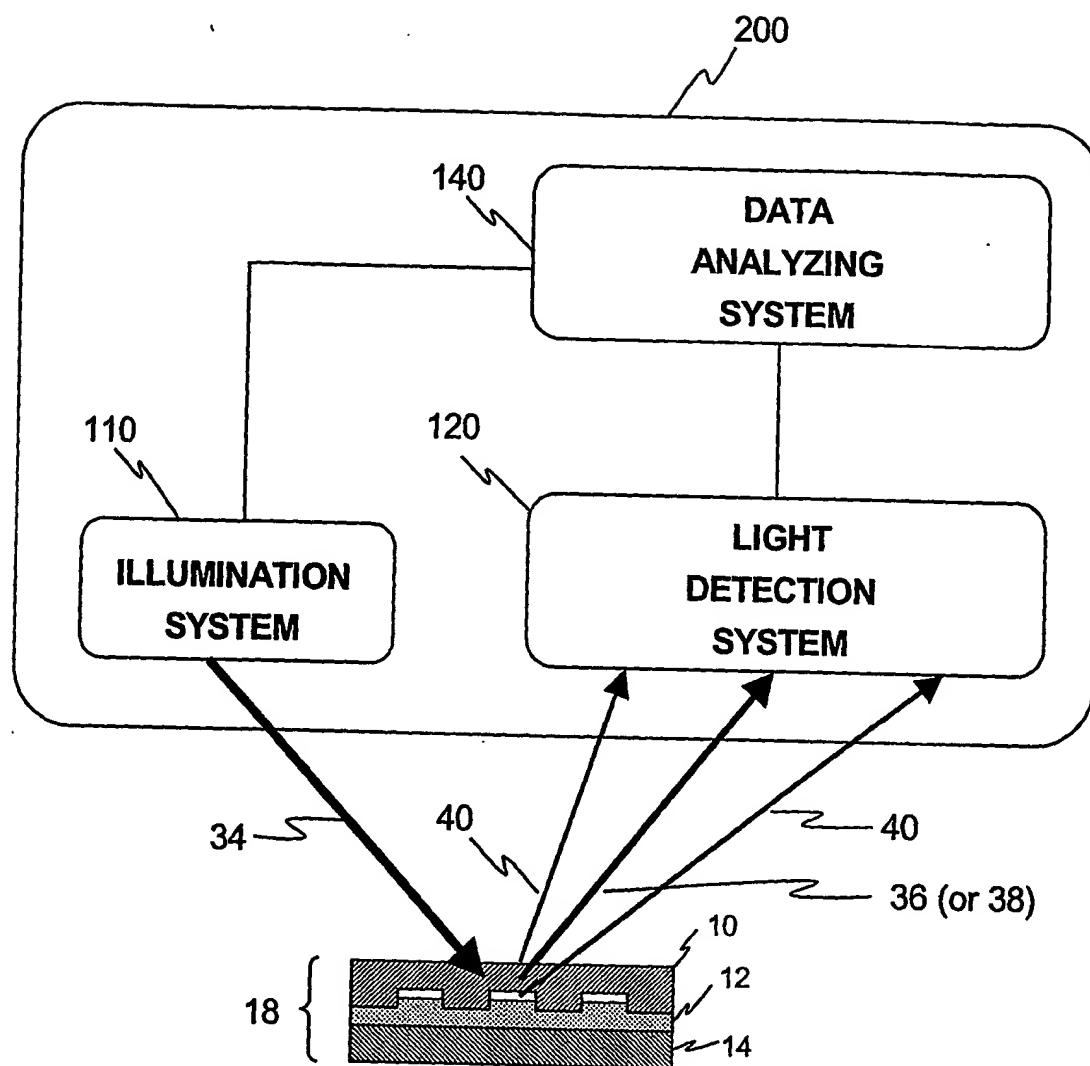 200
140
DATA
ANALYZING
SYSTEM
110
120
ILLUMINATION
SYSTEM
LIGHT
DETECTION
SYSTEM
34
40
40
36 (or 38)
10
12
18
14